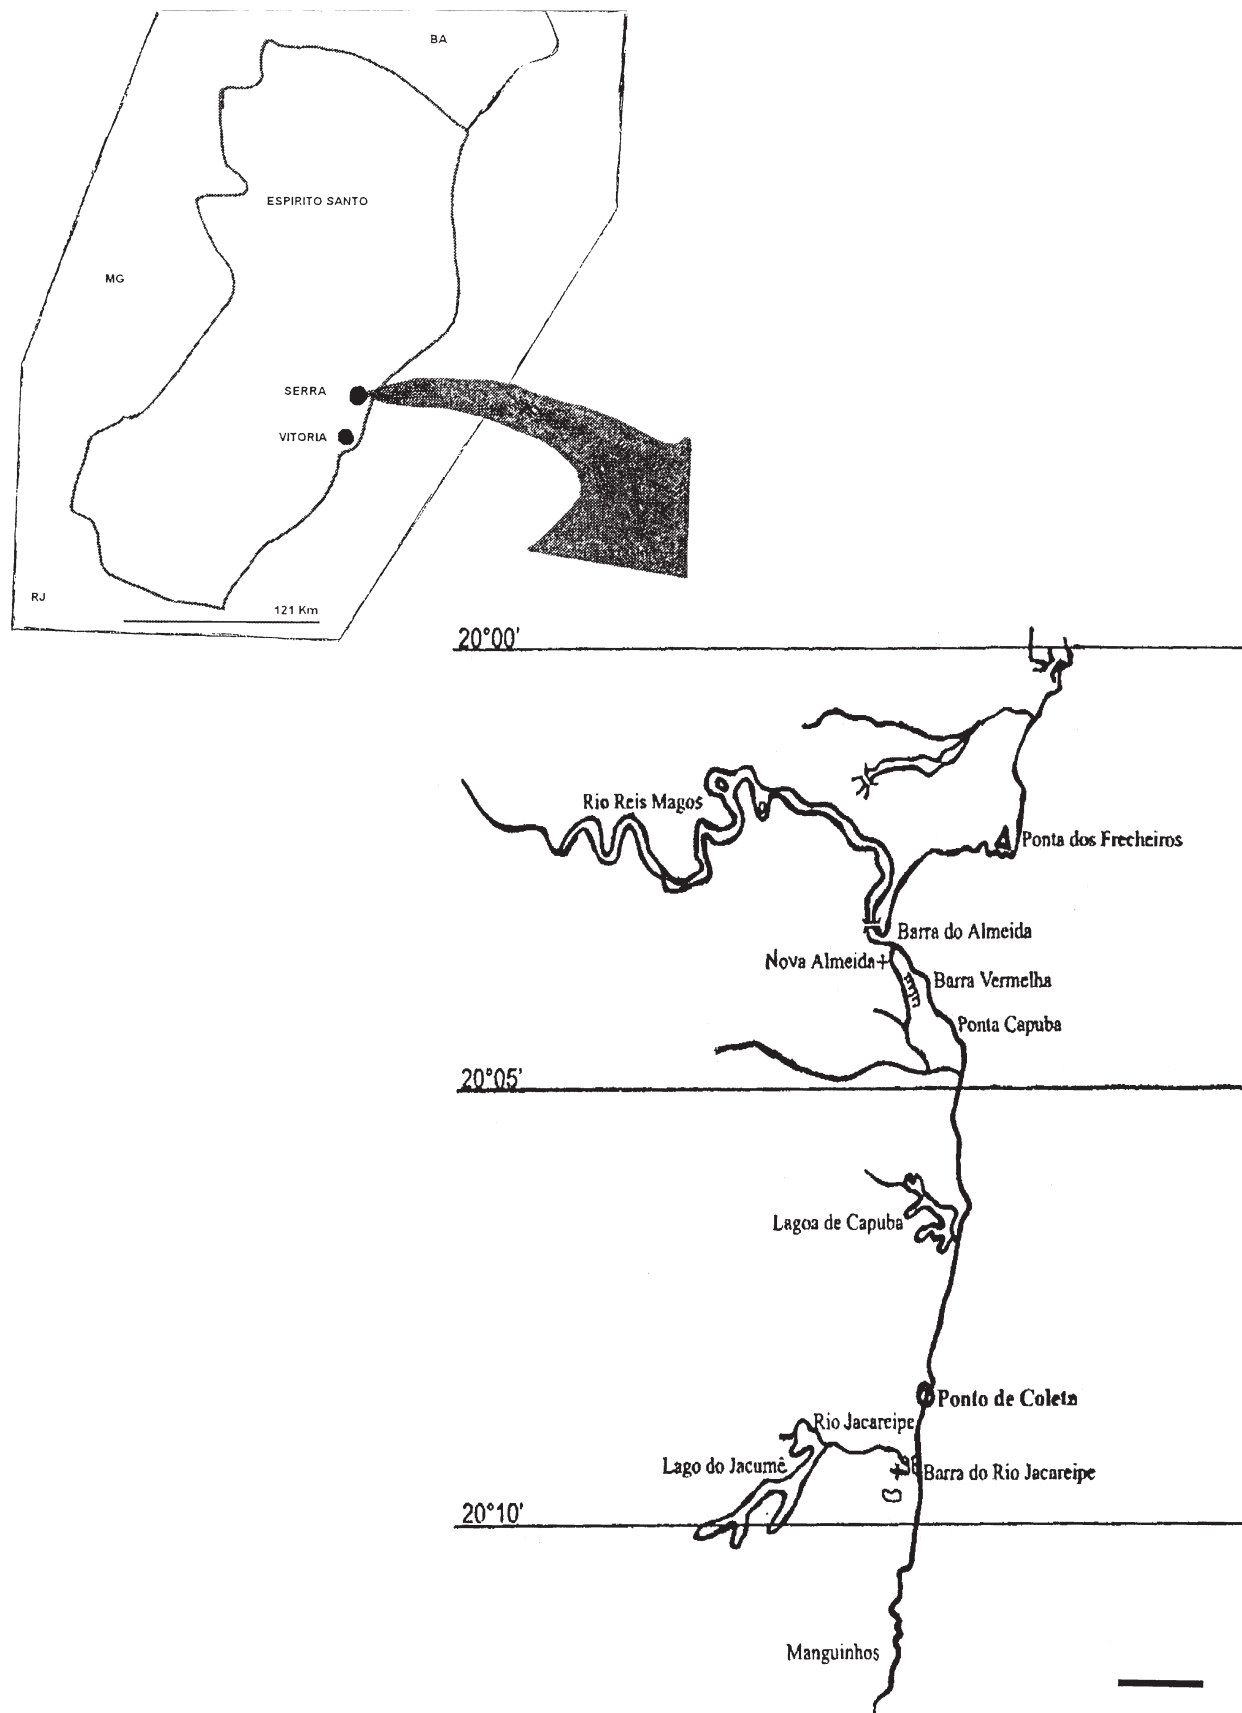 BA
ESPIRITO SANTO
MG
SERRA
VITORIA
RJ
121 Km
20°00'
Rio Reis Magos
Ponta dos Frecheiros
Barra do Almeida
Nova Almeida
Barra Vermelha
Ponta Capuba
20°05'
Lagoa de Capuba
Ponto de Coleta
Rio Jacareipe
Lago do Jacumê
Barra do Rio Jacareipe
20°10'
Manguinhos